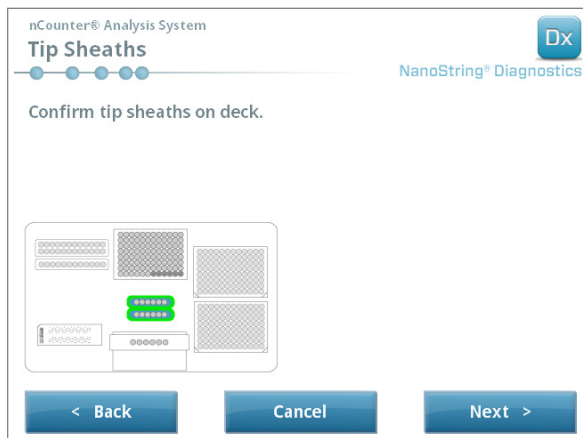 nCounter® Analysis System
Tip Sheaths
Dx
NanoString® Diagnostics
Confirm tip sheaths on deck.
< Back
Cancel
Next >